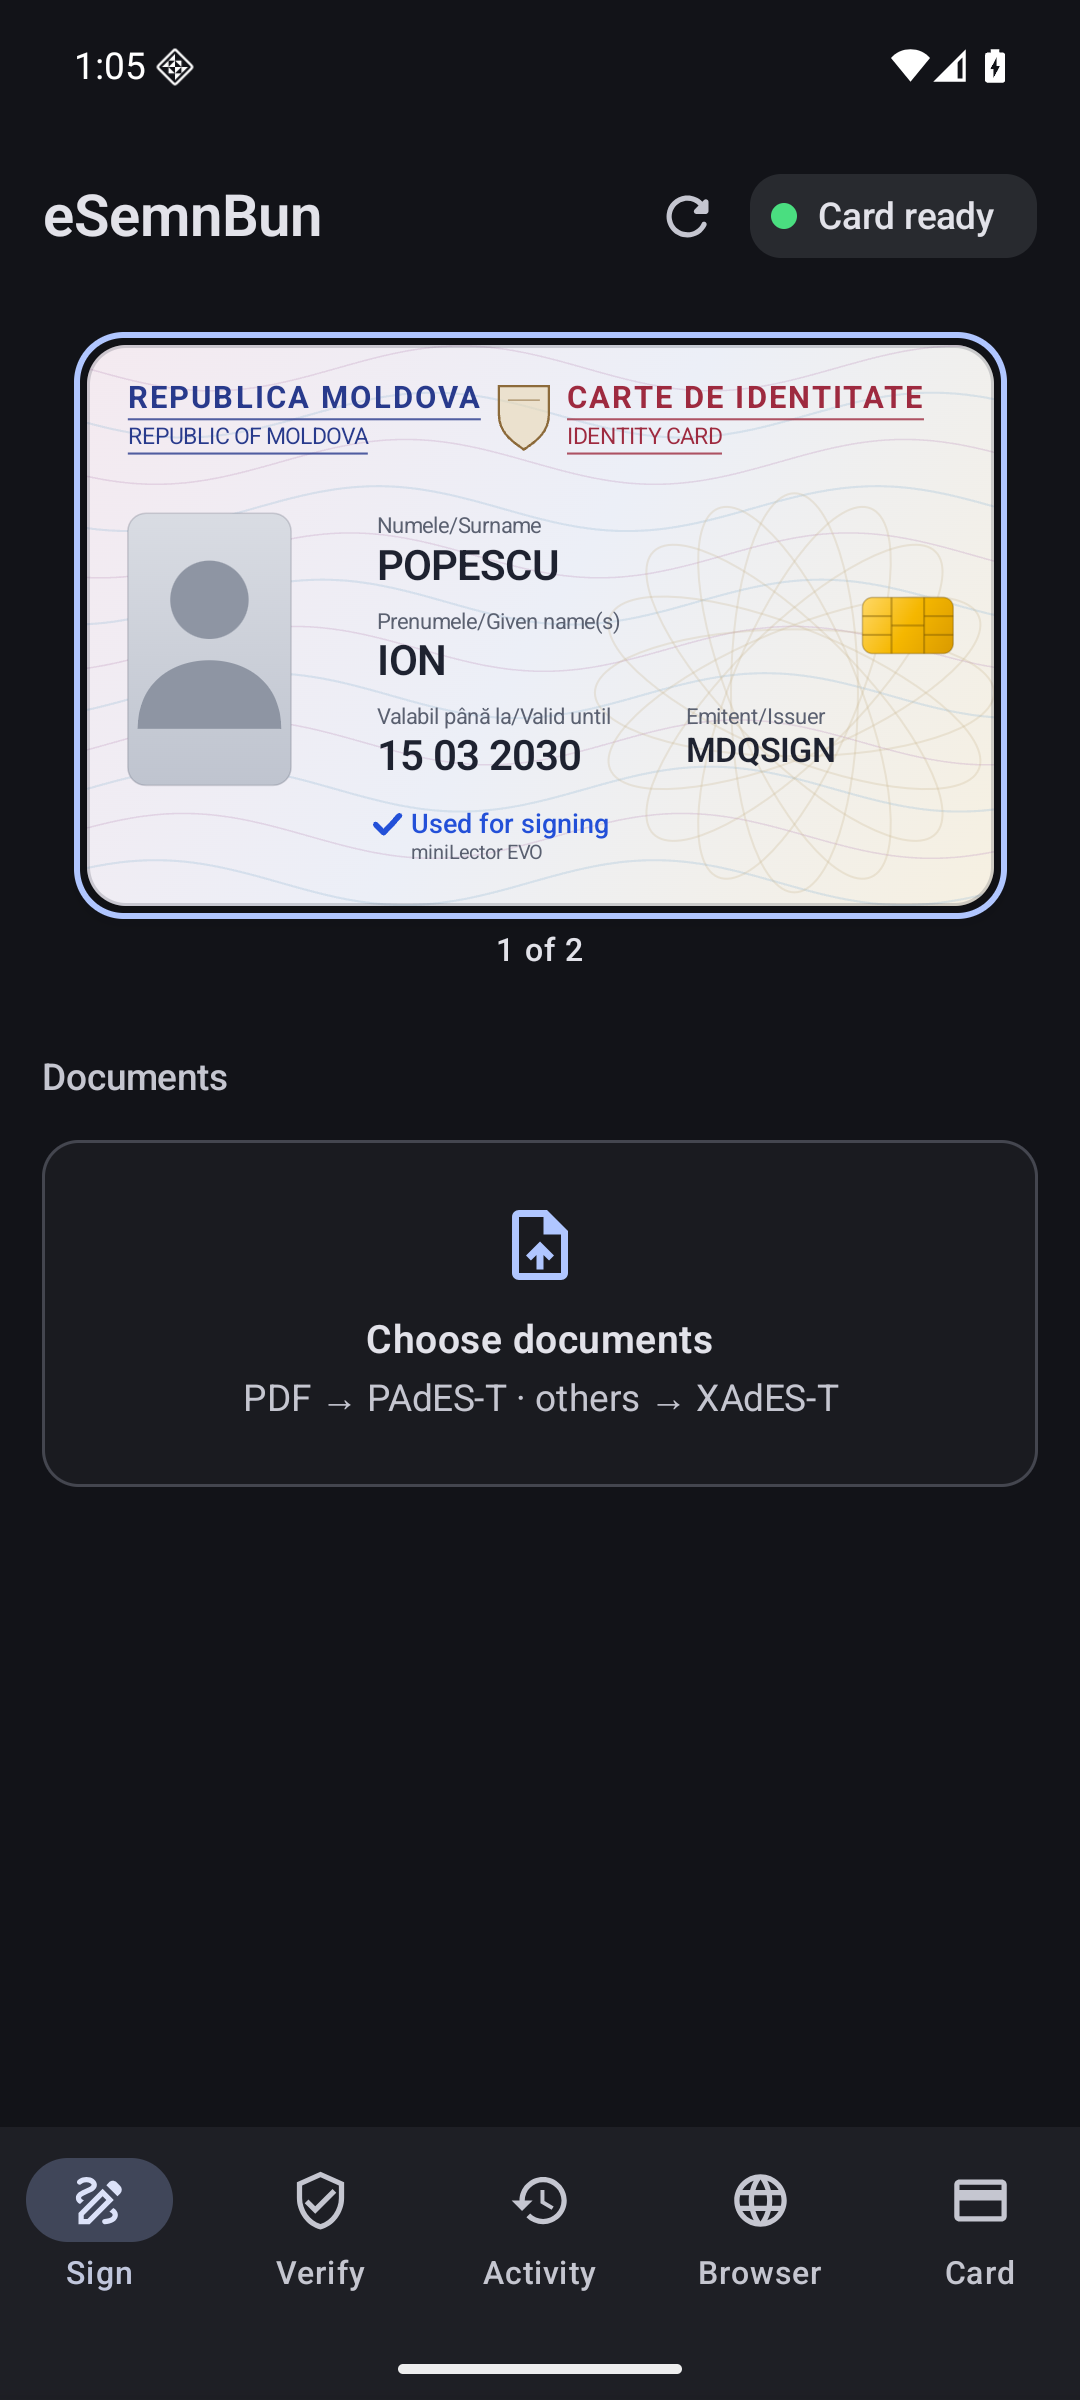 1:05
eSemnBun
Card ready
REPUBLICA MOLDOVA
CARTE DE IDENTITATE
REPUBLIC OF MOLDOVA
IDENTITY CARD
Numele/Surname
POPESCU
Prenumele/Given name(s)
ION
Valabil până la/Valid until
Emitent/Issuer
15 03 2030
MDQSIGN
Used for signing
miniLector EVO
1 of 2
Documents
Choose documents
PDF → PAdES-T · others → XAdES-T
Sign
Verify
Activity
Browser
Card